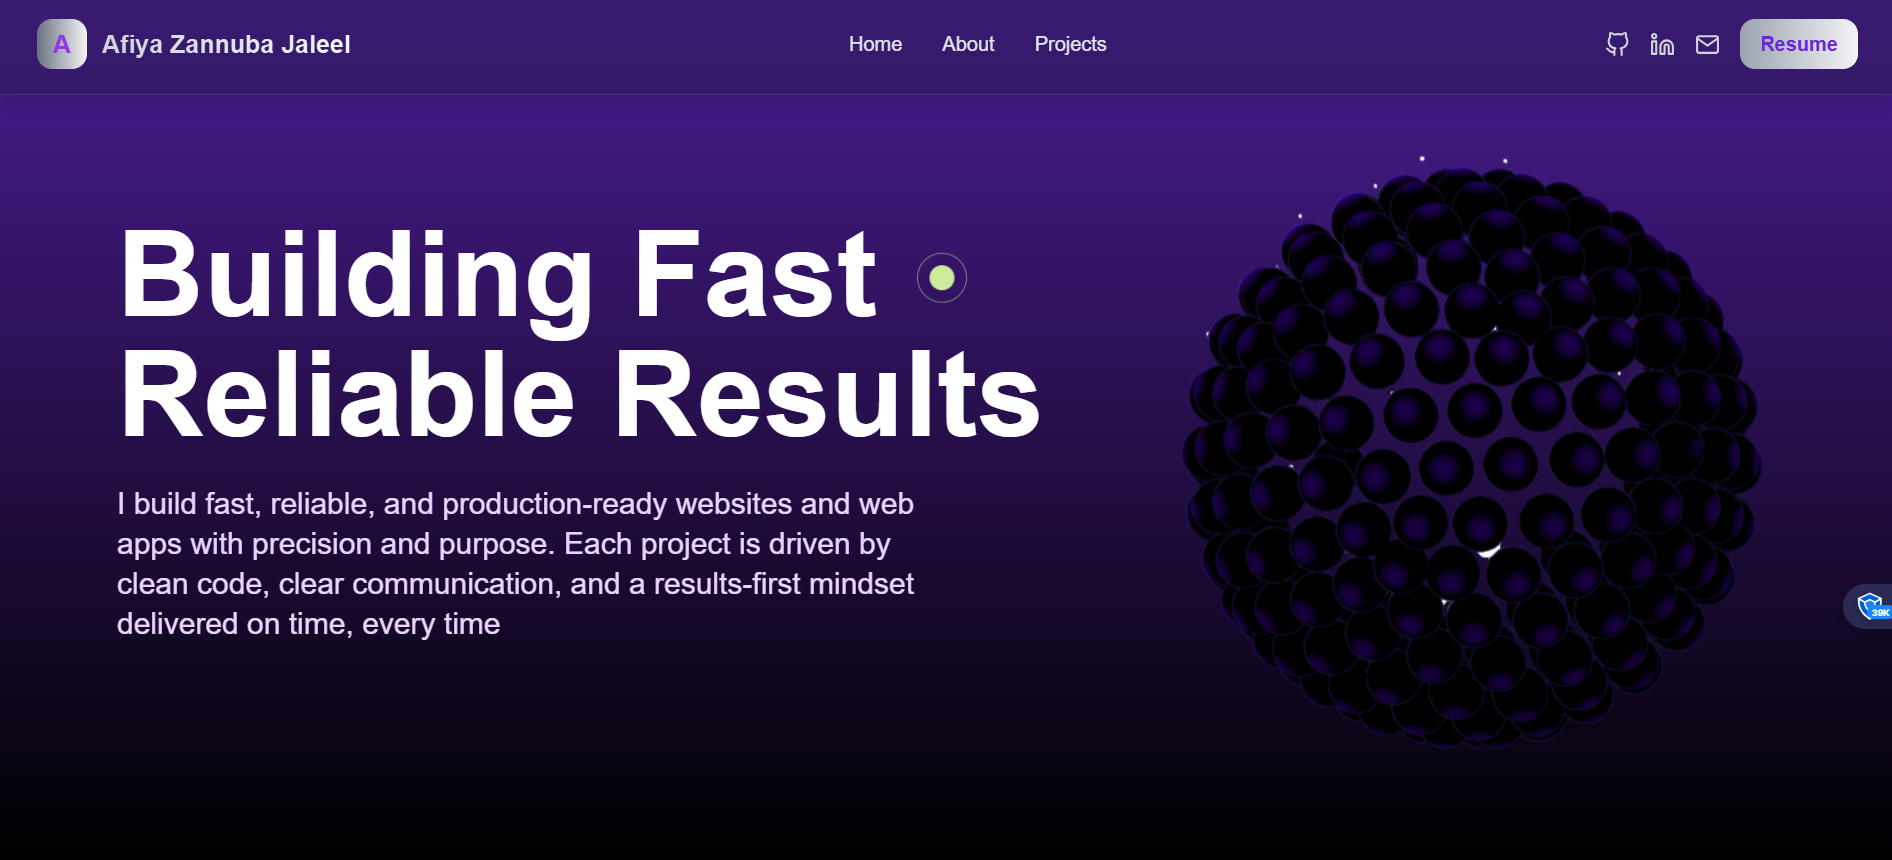 A Afiya Zannuba Jaleel Home About Projects Resume
Building Fast
Reliable Results
I build fast, reliable, and production-ready websites and web
apps with precision and purpose. Each project is driven by
clean code, clear communication, and a results-first mindset
delivered on time, every time
39K